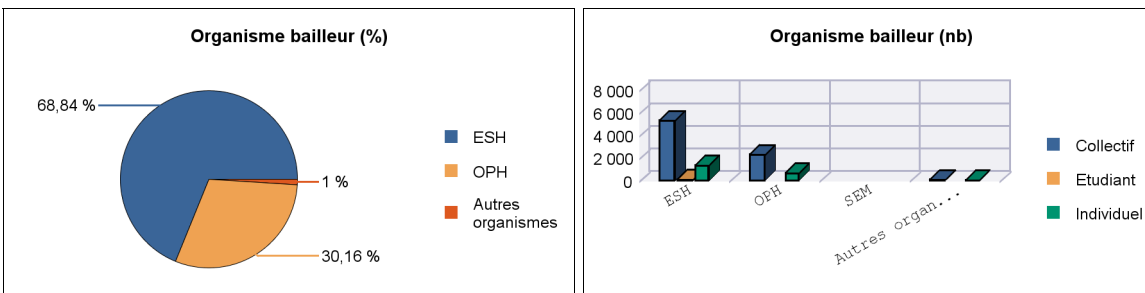 Organisme bailleur (%)
68,84 %
1 %
30,16 %
ESH
OPH
Autres
organismes
Organisme bailleur (nb)
8 000
6 000
4 000
2 000
0
ESH
OPH
SEM
Autres organ...
Collectif
Etudiant
Individuel